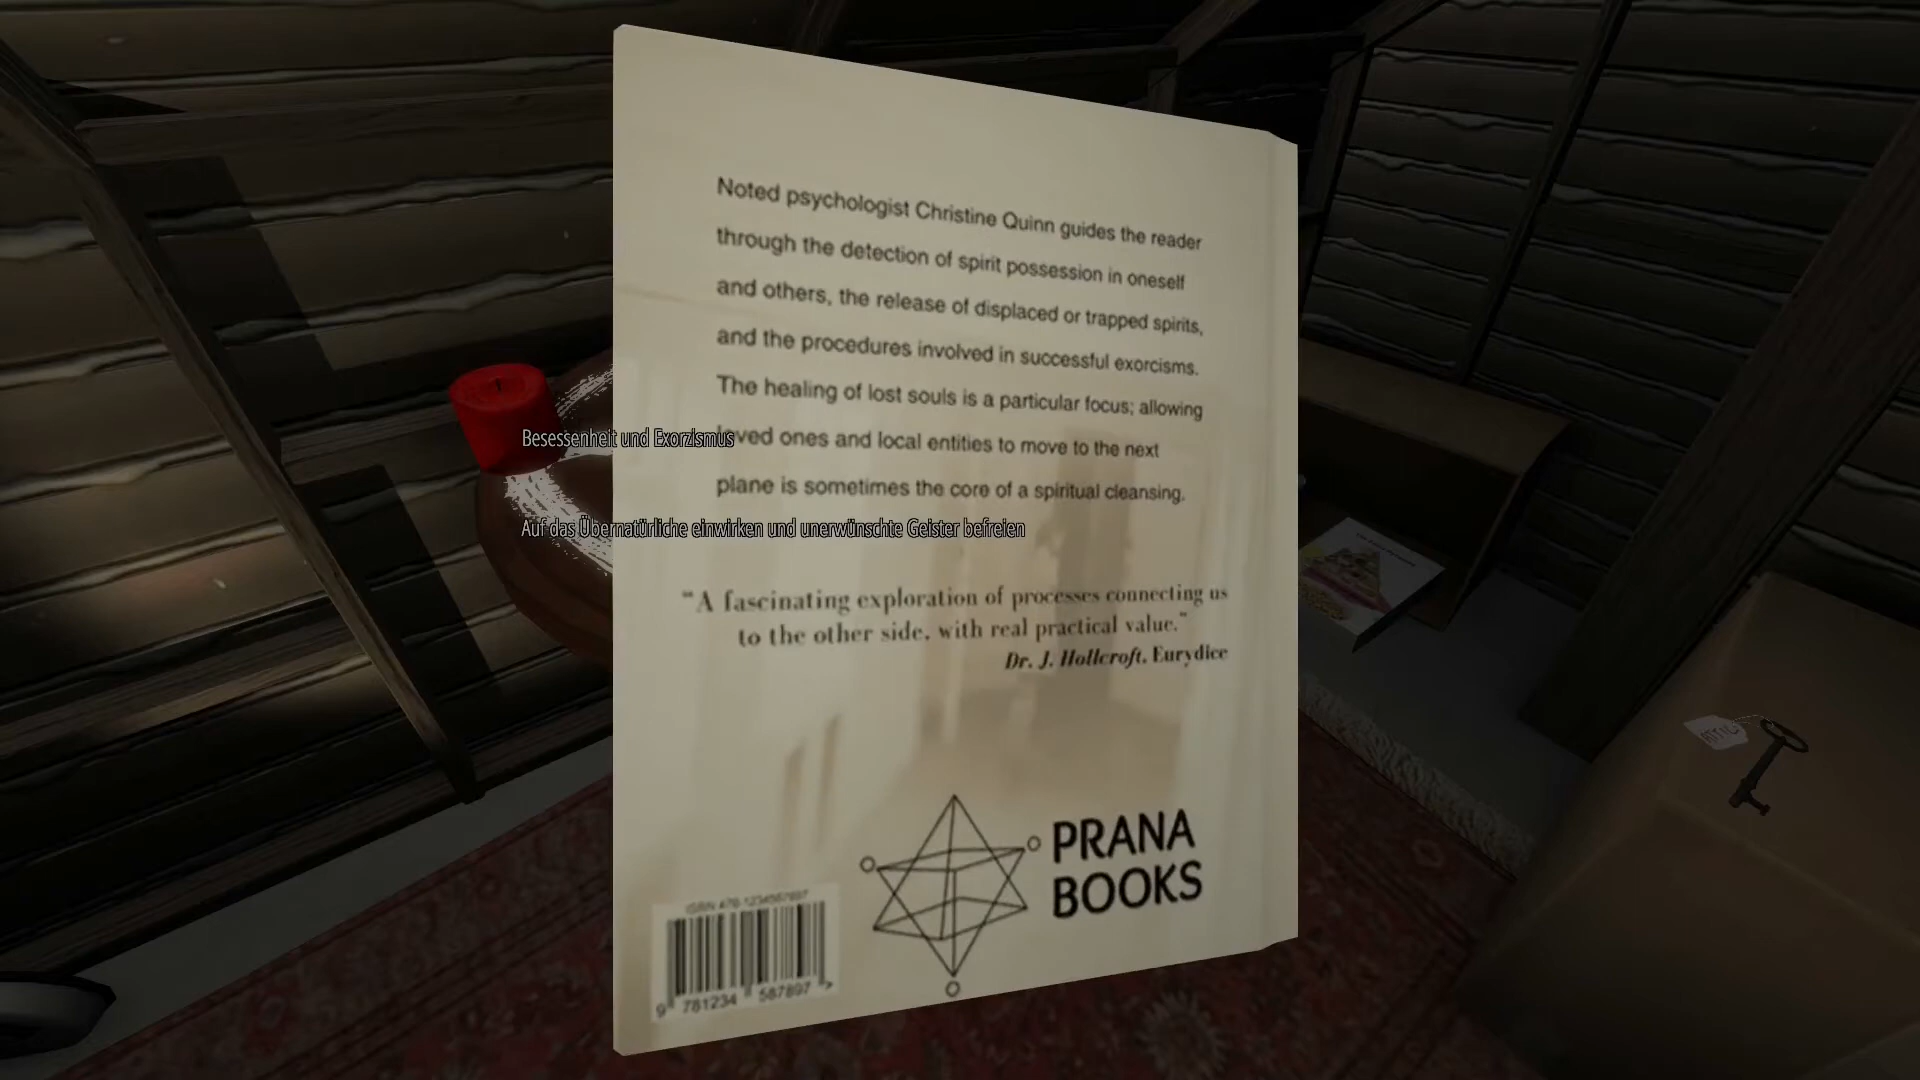 Noted psychologist Christine Quinn guides the reader
through the detection of spirit possession in oneself
and others, the release of displaced or trapped spirits,
and the procedures involved in successful exorcisms.
The healing of lost souls is a particular focus; allowing
loved ones and local entities to move to the next
plane is sometimes the core of a spiritual cleansing.
Besessenheit und Exorzismus
Auf das Übernatürliche einwirken und unerwünschte Geister befreien
“A fascinating exploration of processes connecting us
to the other side, with real practical value.”
Dr. J. Hollcroft, Eurydice
PRANA
BOOKS
9 781234 587897 >
ATTIC